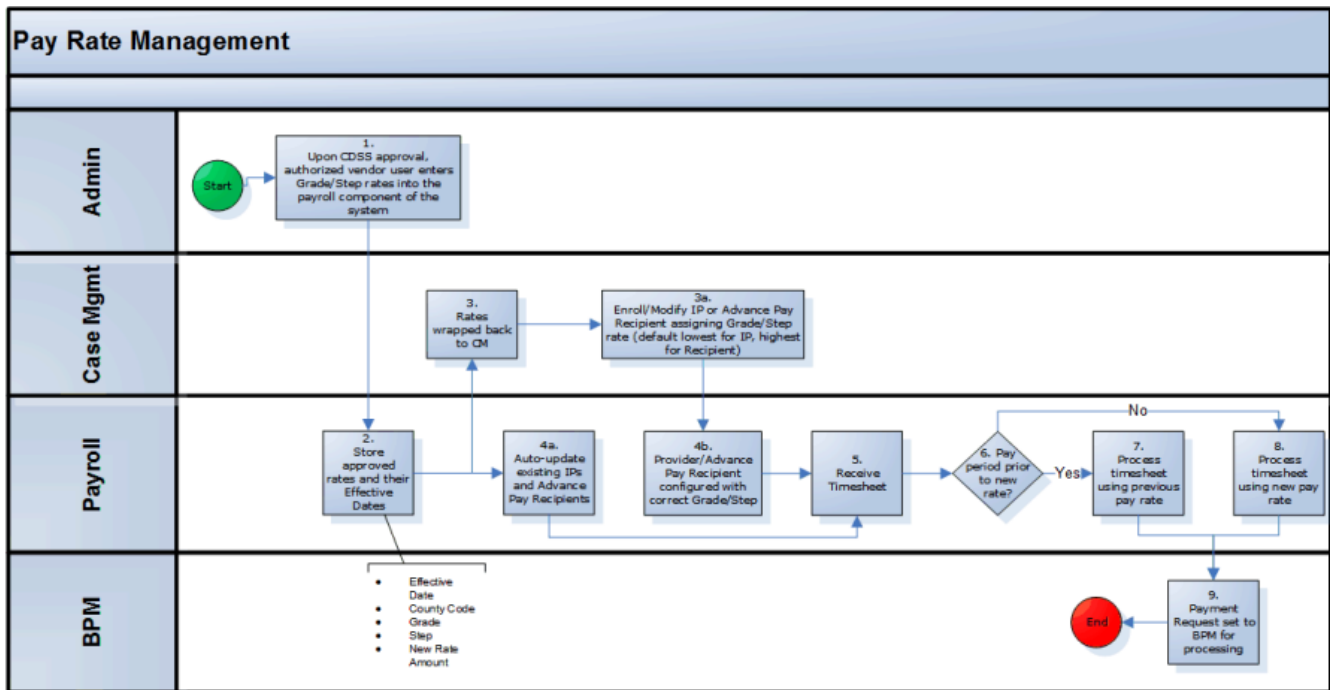 Pay Rate Management
Admin
Start
1.
Upon CDSS approval,
authorized vendor user enters
Grade/Step rates into the
payroll component of the
system
Case Mgmt
3.
Rates
wrapped back
to CM
3a.
Enroll/Modify IP or Advance Pay
Recipient assigning Grade/Step
rate (default lowest for IP, highest
for Recipient)
Payroll
2.
Store
approved
rates and their
Effective
Dates
4a.
Auto-update
existing IPs
and Advance
Pay Recipients
4b.
Provider/Advance
Pay Recipient
configured with
correct Grade/Step
5.
Receive
Timesheet
6. Pay
period prior
to new
rate?
No
Yes
7.
Process
timesheet
using previous
pay rate
8.
Process
timesheet
using new pay
rate
BPM
• Effective
Date
• County Code
• Grade
• Step
• New Rate
Amount
End
9.
Payment
Request set to
BPM for
processing